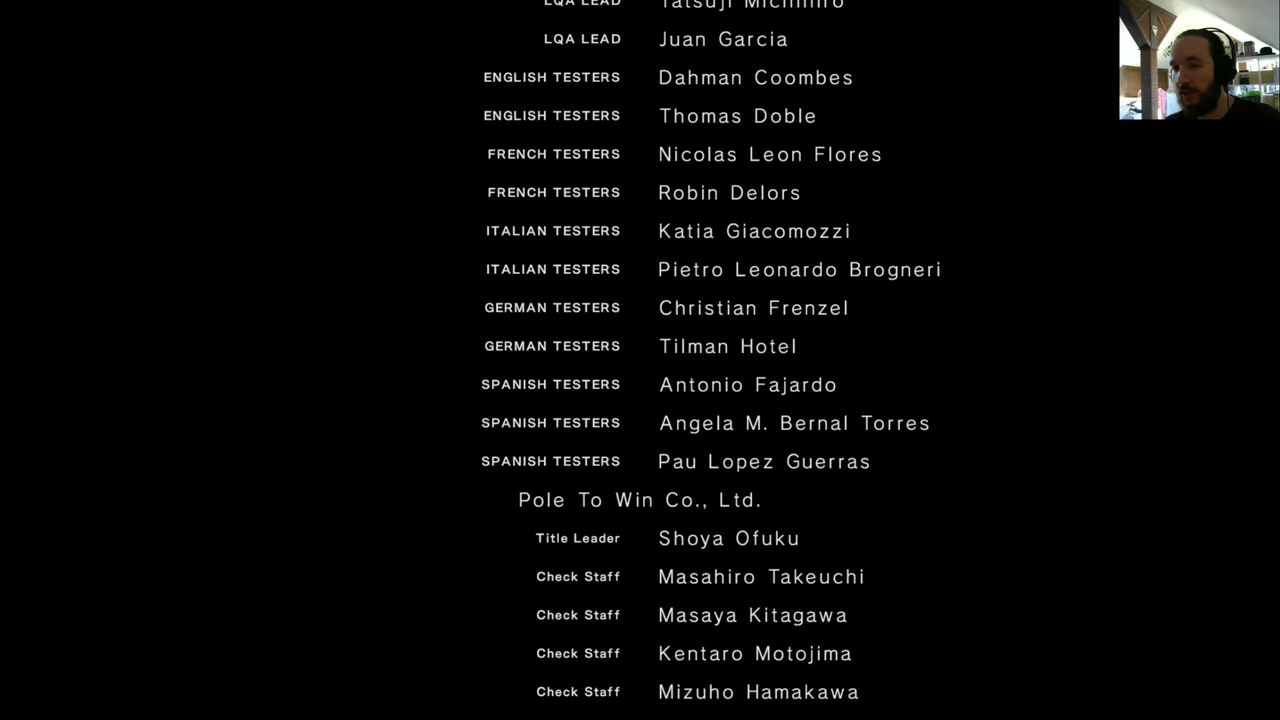 LQA LEAD Tatsuji Michihiro
LQA LEAD Juan Garcia
ENGLISH TESTERS Dahman Coombes
ENGLISH TESTERS Thomas Doble
FRENCH TESTERS Nicolas Leon Flores
FRENCH TESTERS Robin Delors
ITALIAN TESTERS Katia Giacomozzi
ITALIAN TESTERS Pietro Leonardo Brogneri
GERMAN TESTERS Christian Frenzel
GERMAN TESTERS Tilman Hotel
SPANISH TESTERS Antonio Fajardo
SPANISH TESTERS Angela M. Bernal Torres
SPANISH TESTERS Pau Lopez Guerras
Pole To Win Co., Ltd.
Title Leader Shoya Ofuku
Check Staff Masahiro Takeuchi
Check Staff Masaya Kitagawa
Check Staff Kentaro Motojima
Check Staff Mizuho Hamakawa